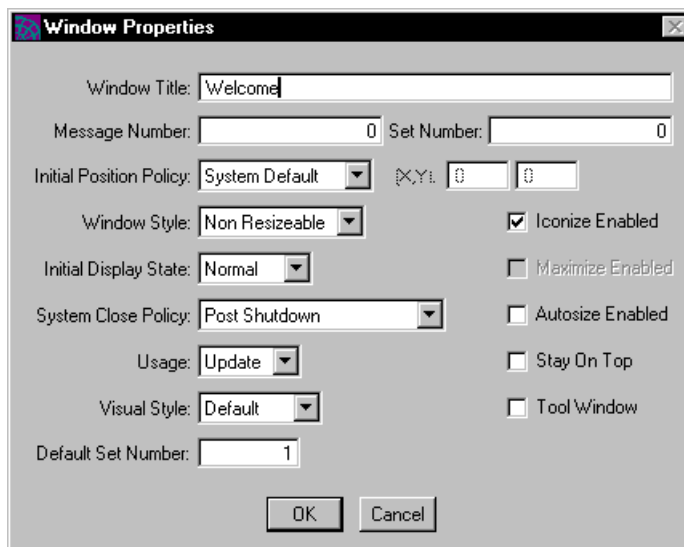 Window Properties
Window Title: Welcome
Message Number: 0 Set Number: 0
Initial Position Policy: System Default (X,Y): 0 0
Window Style: Non Resizeable Iconize Enabled
Initial Display State: Normal Maximize Enabled
System Close Policy: Post Shutdown Autosize Enabled
Usage: Update Stay On Top
Visual Style: Default Tool Window
Default Set Number: 1
OK Cancel